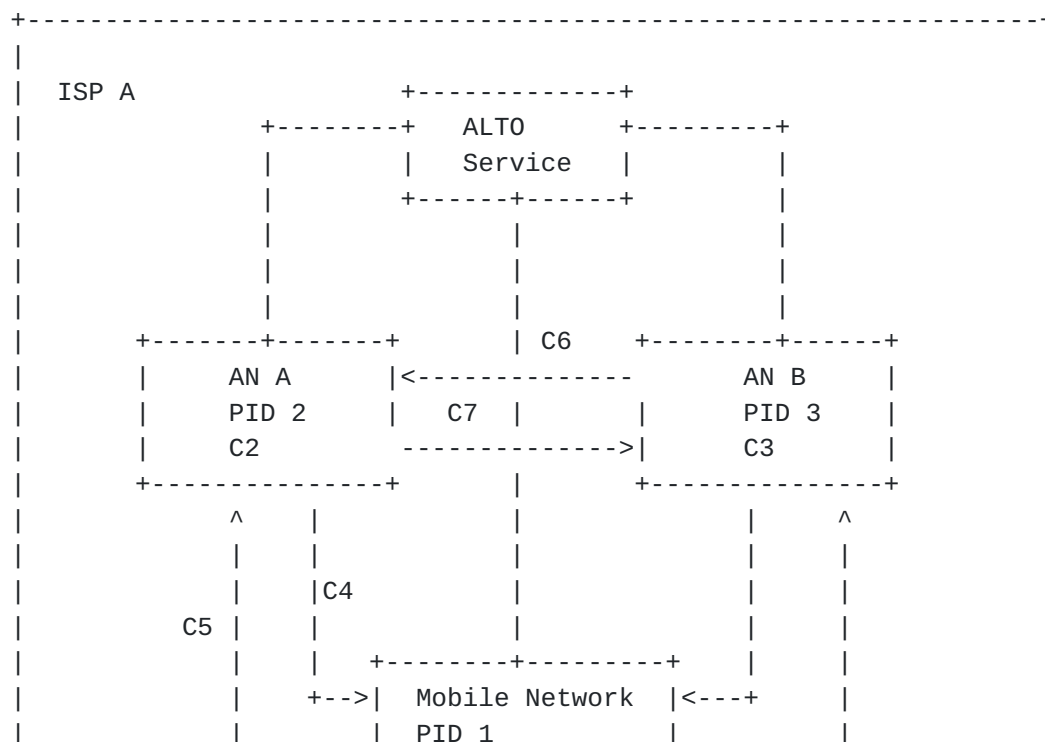 ISP A
ALTO
Service
C6
AN A AN B
PID 2 C7 PID 3
C2 C3
C4
C5
Mobile Network
PID 1